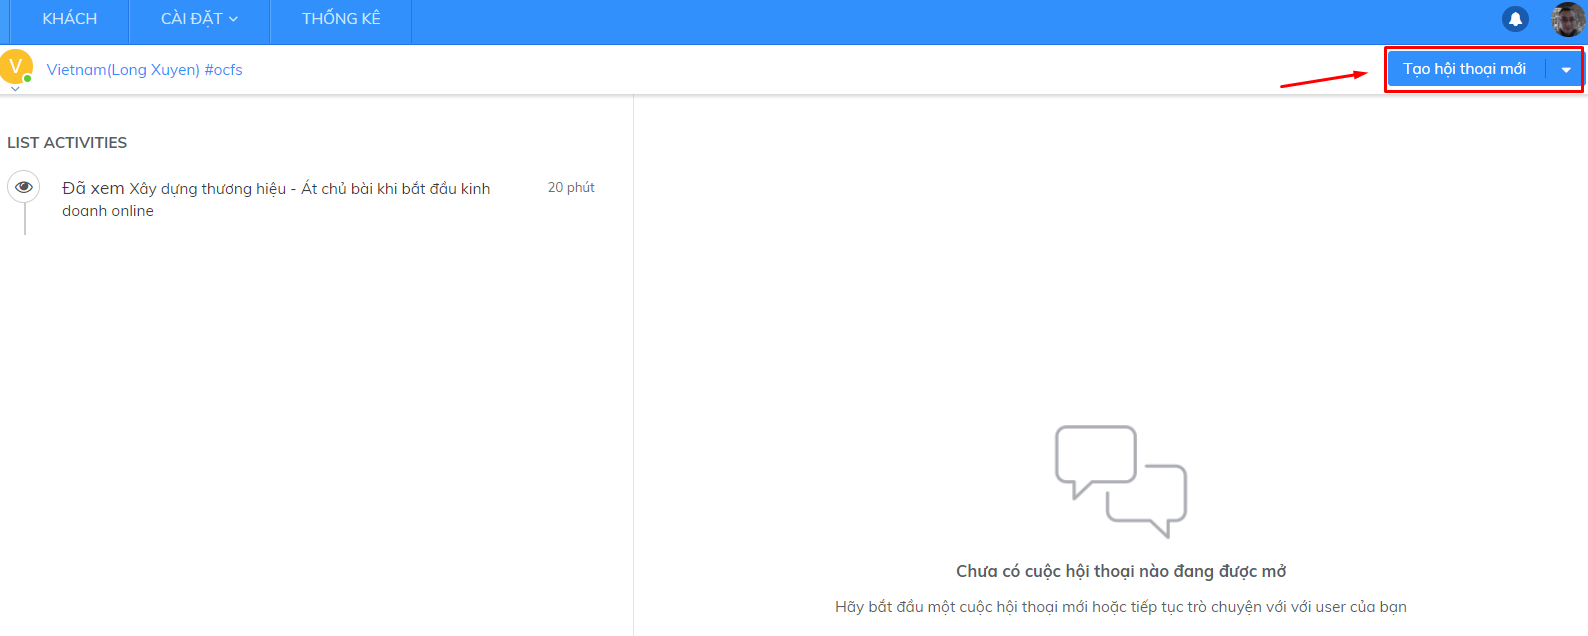 KHÁCH
CÀI ĐẶT
THỐNG KÊ
V
Vietnam(Long Xuyen) #ocfs
Tạo hội thoại mới
LIST ACTIVITIES
Đã xem Xây dựng thương hiệu - Át chủ bài khi bắt đầu kinh
doanh online
20 phút
Chưa có cuộc hội thoại nào đang được mở
Hãy bắt đầu một cuộc hội thoại mới hoặc tiếp tục trò chuyện với với user của bạn